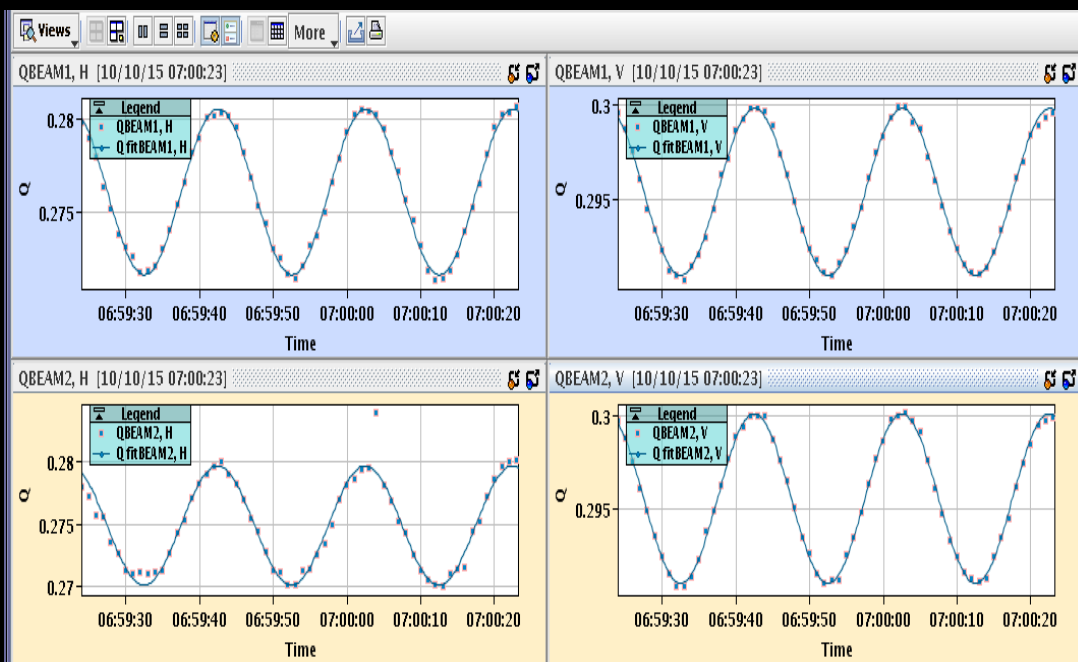 Views More
QBEAM1, H [10/10/15 07:00:23]
Legend
QBEAM1, H
Q fitBEAM1, H
0.28
0.275
Q
06:59:30 06:59:40 06:59:50 07:00:00 07:00:10 07:00:20
Time
QBEAM1, V [10/10/15 07:00:23]
Legend
QBEAM1, V
Q fitBEAM1, V
0.3
0.295
Q
06:59:30 06:59:40 06:59:50 07:00:00 07:00:10 07:00:20
Time
QBEAM2, H [10/10/15 07:00:23]
Legend
QBEAM2, H
Q fitBEAM2, H
0.28
0.275
0.27
Q
06:59:30 06:59:40 06:59:50 07:00:00 07:00:10 07:00:20
Time
QBEAM2, V [10/10/15 07:00:23]
Legend
QBEAM2, V
Q fitBEAM2, V
0.3
0.295
Q
06:59:30 06:59:40 06:59:50 07:00:00 07:00:10 07:00:20
Time